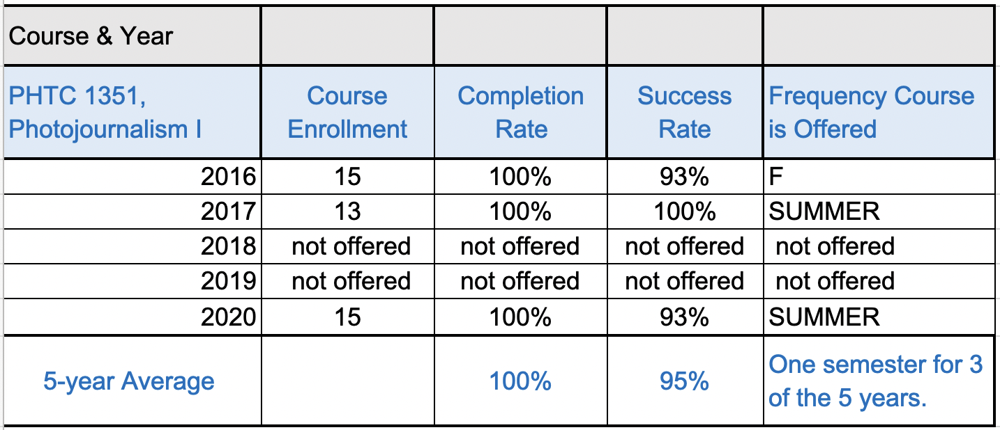 Course & Year
PHTC 1351, Course Completion Success Frequency Course
Photojournalism I Enrollment Rate Rate is Offered
2016 15 100% 93% F
2017 13 100% 100% SUMMER
2018 not offered not offered not offered not offered
2019 not offered not offered not offered not offered
2020 15 100% 93% SUMMER
5-year Average 100% 95% One semester for 3
of the 5 years.